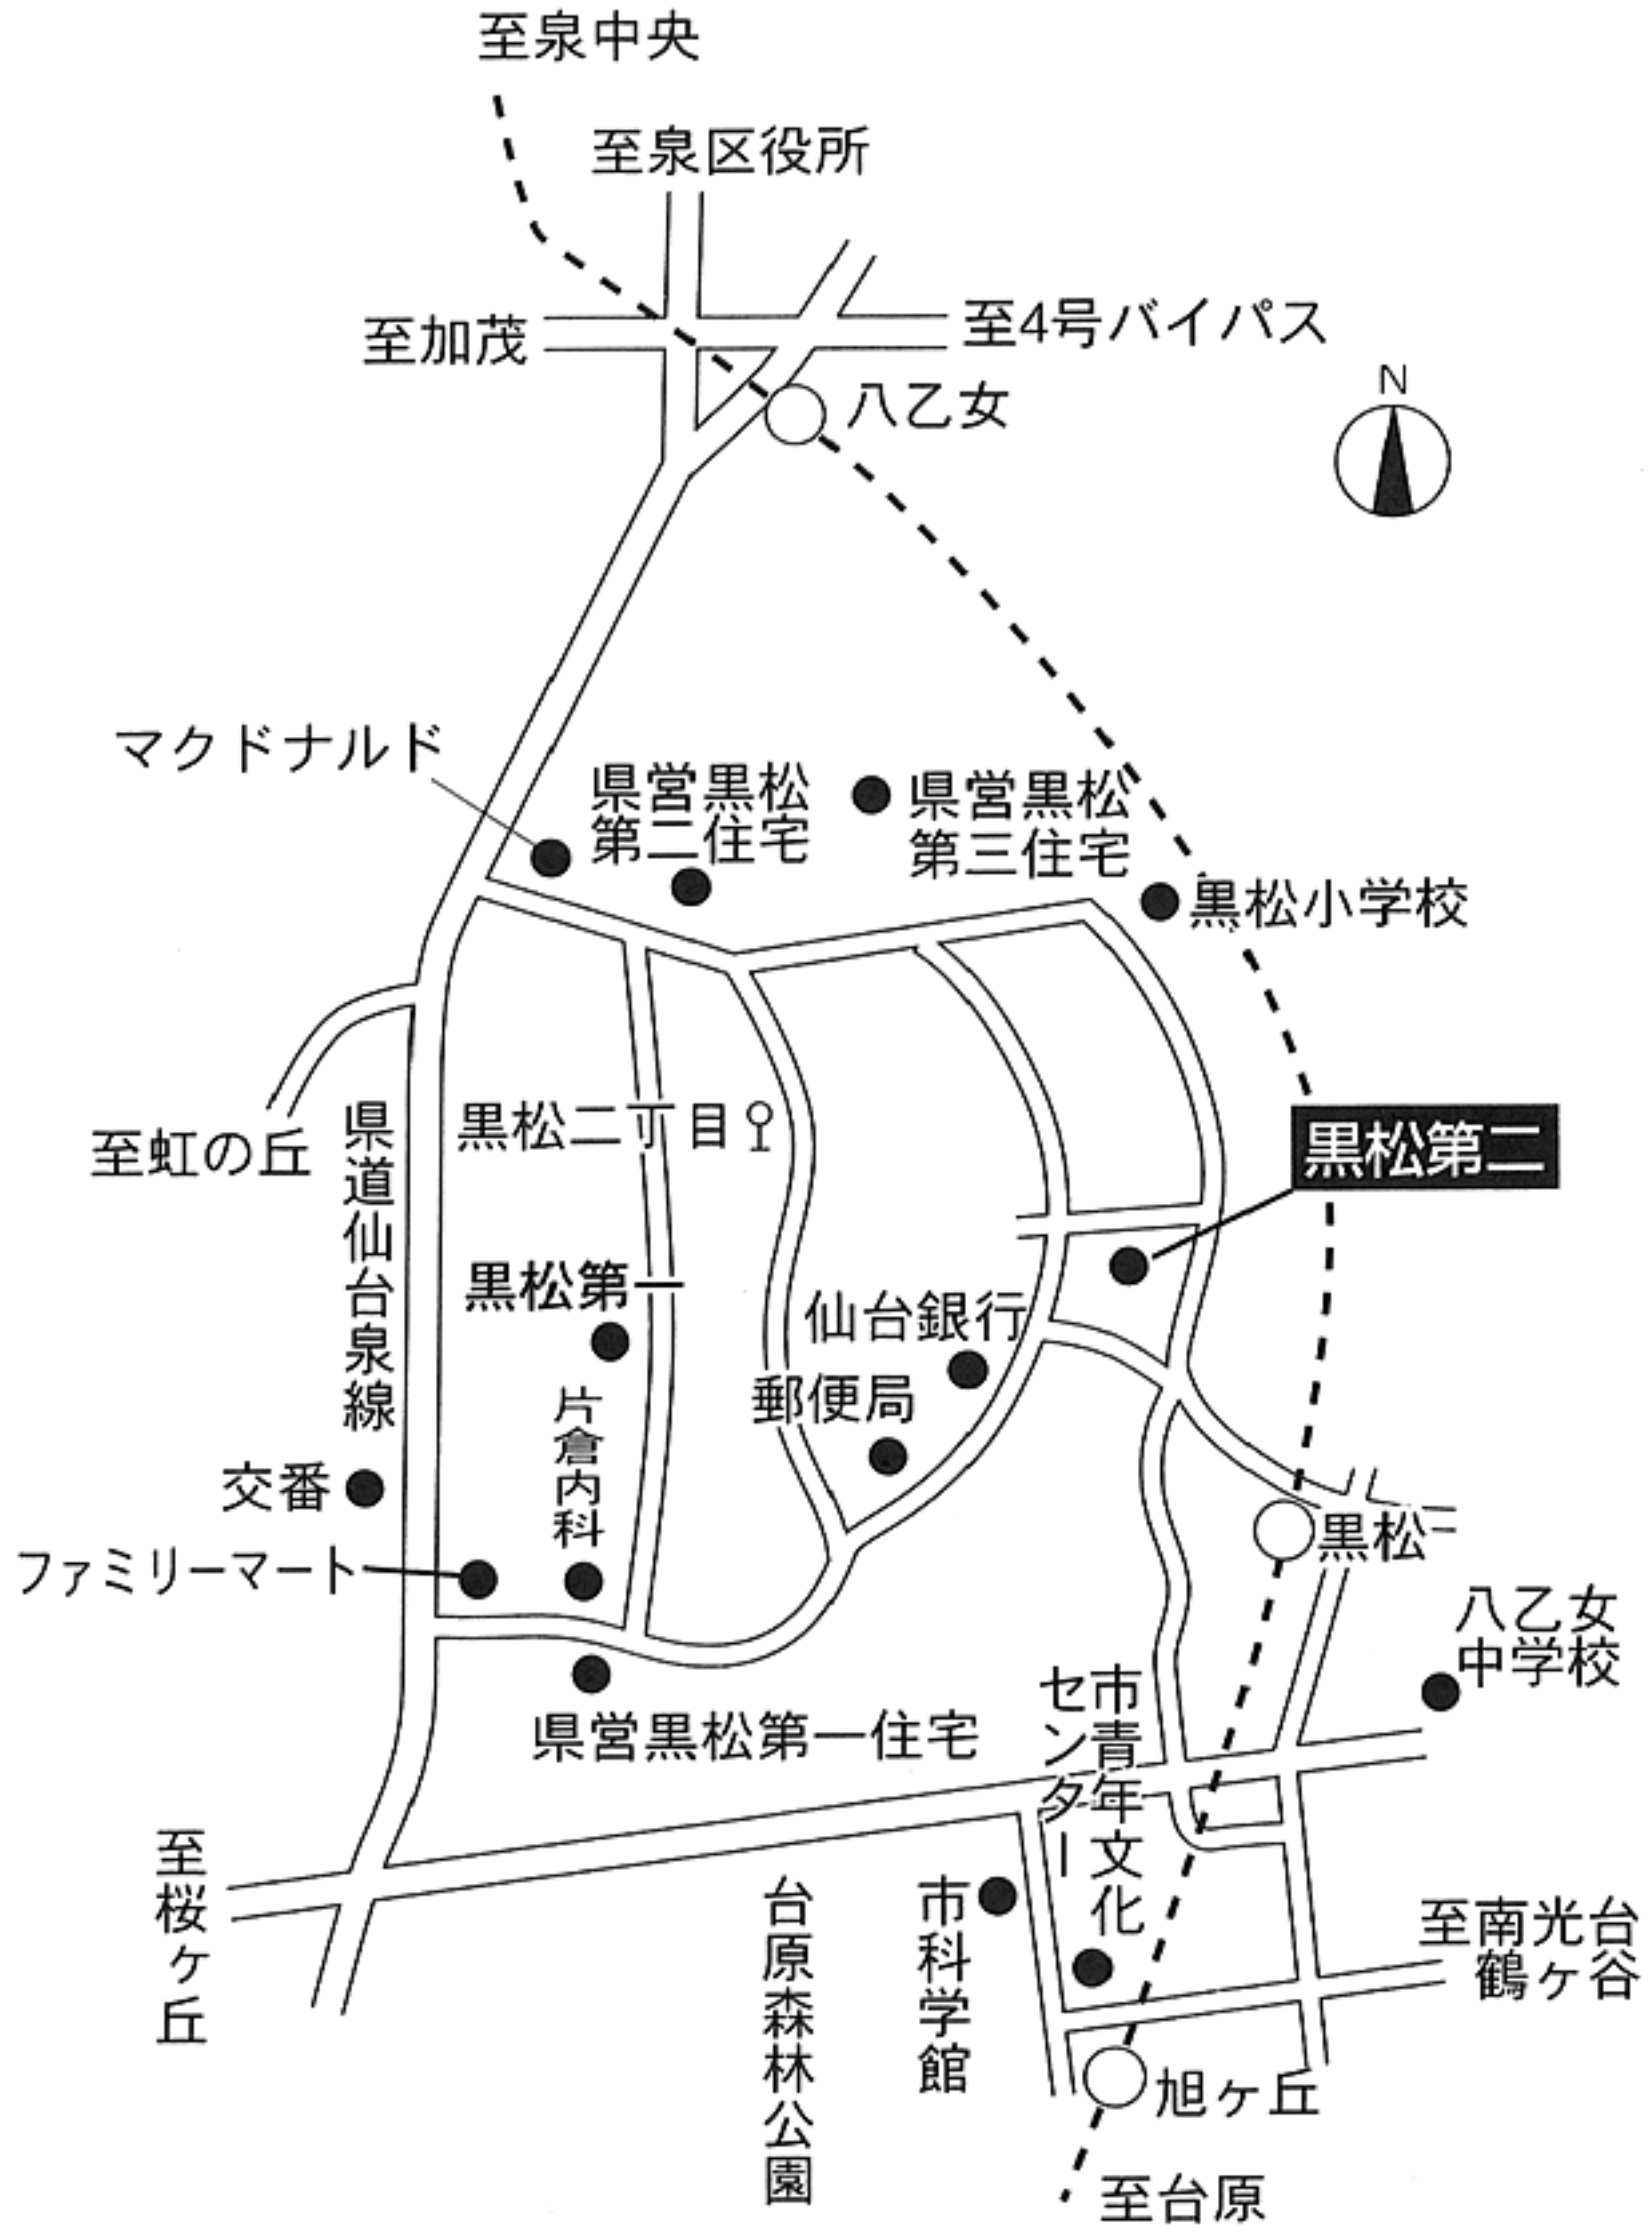 至泉中央
至泉区役所
至加茂
至4号バイパス
八乙女
N
マクドナルド
県営黒松
第二住宅
県営黒松
第三住宅
黒松小学校
至虹の丘
県道仙台泉線
黒松二丁目
黒松第二
黒松第一
仙台銀行
郵便局
片倉内科
交番
ファミリーマート
黒松
八乙女
中学校
県営黒松第一住宅
市青年文化
センター
至桜ヶ丘
台原森林公園
市科学館
至南光台
鶴ヶ谷
旭ヶ丘
至台原